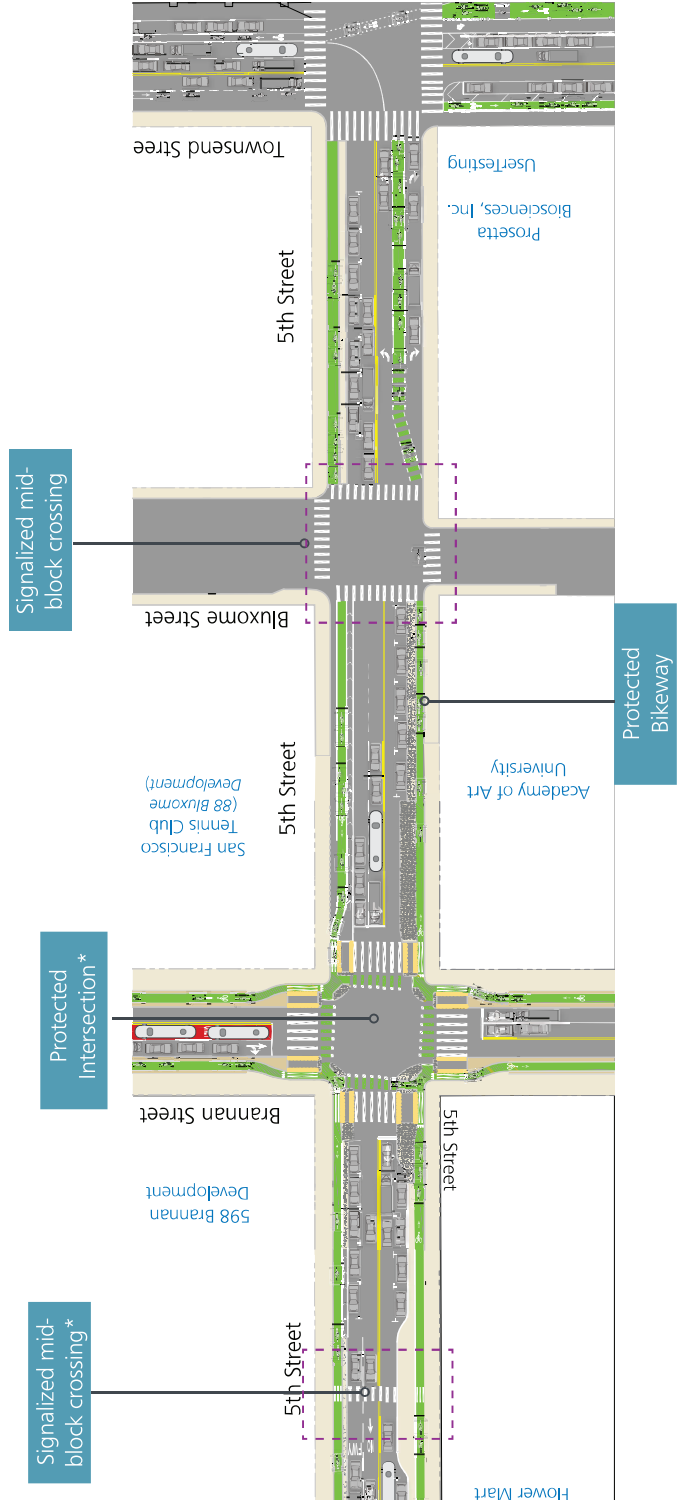 Townsend Stree
UserTesting
Prosetta
Biosciences, Inc.
5th Street
Signalized mid-
block crossing
Bluxome Street
Protected
Bikeway
5th Street
San Francisco
Tennis Club
(88 Bluxome
Development)
Academy of Art
University
Protected
Intersection*
Brannan Street
5th Street
598 Brannan
Development
Signalized mid-
block crossing*
5th Street
FWY
Flower Mart